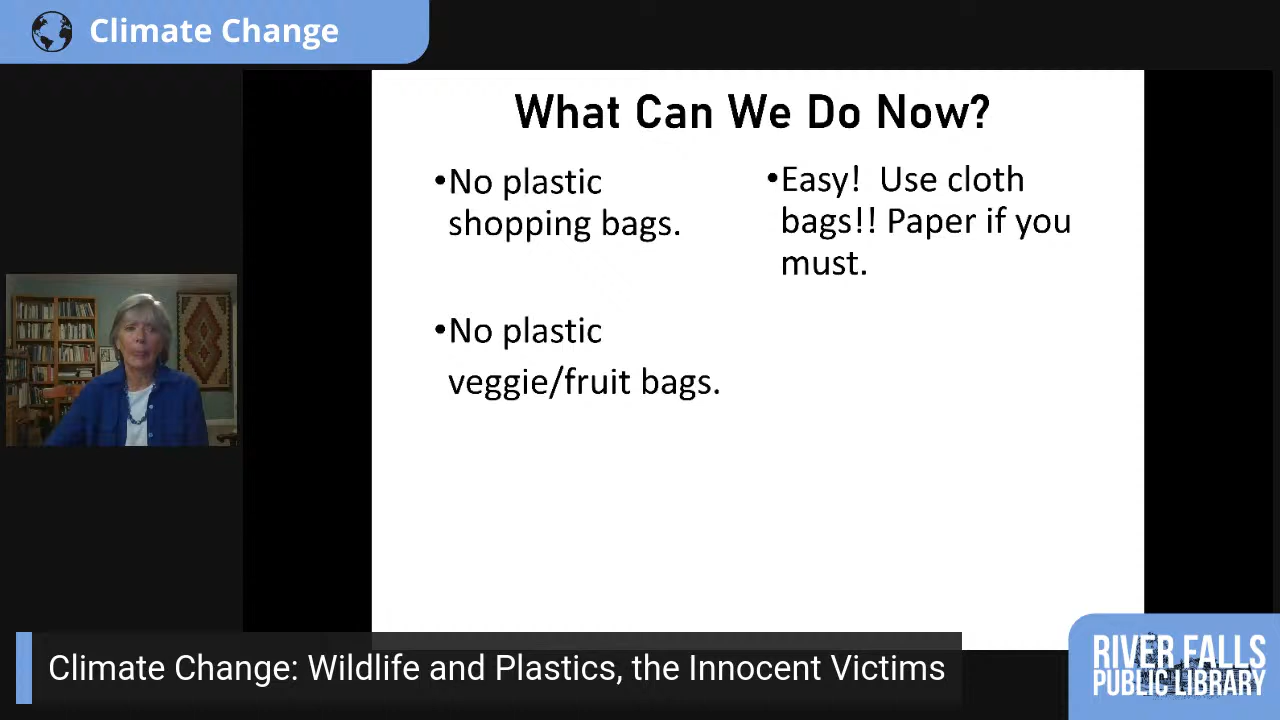 Climate Change
What Can We Do Now?
•No plastic
shopping bags.
•No plastic
veggie/fruit bags.
•Easy!  Use cloth
bags!! Paper if you
must.
Climate Change: Wildlife and Plastics, the Innocent Victims
RIVER FALLS
PUBLIC LIBRARY